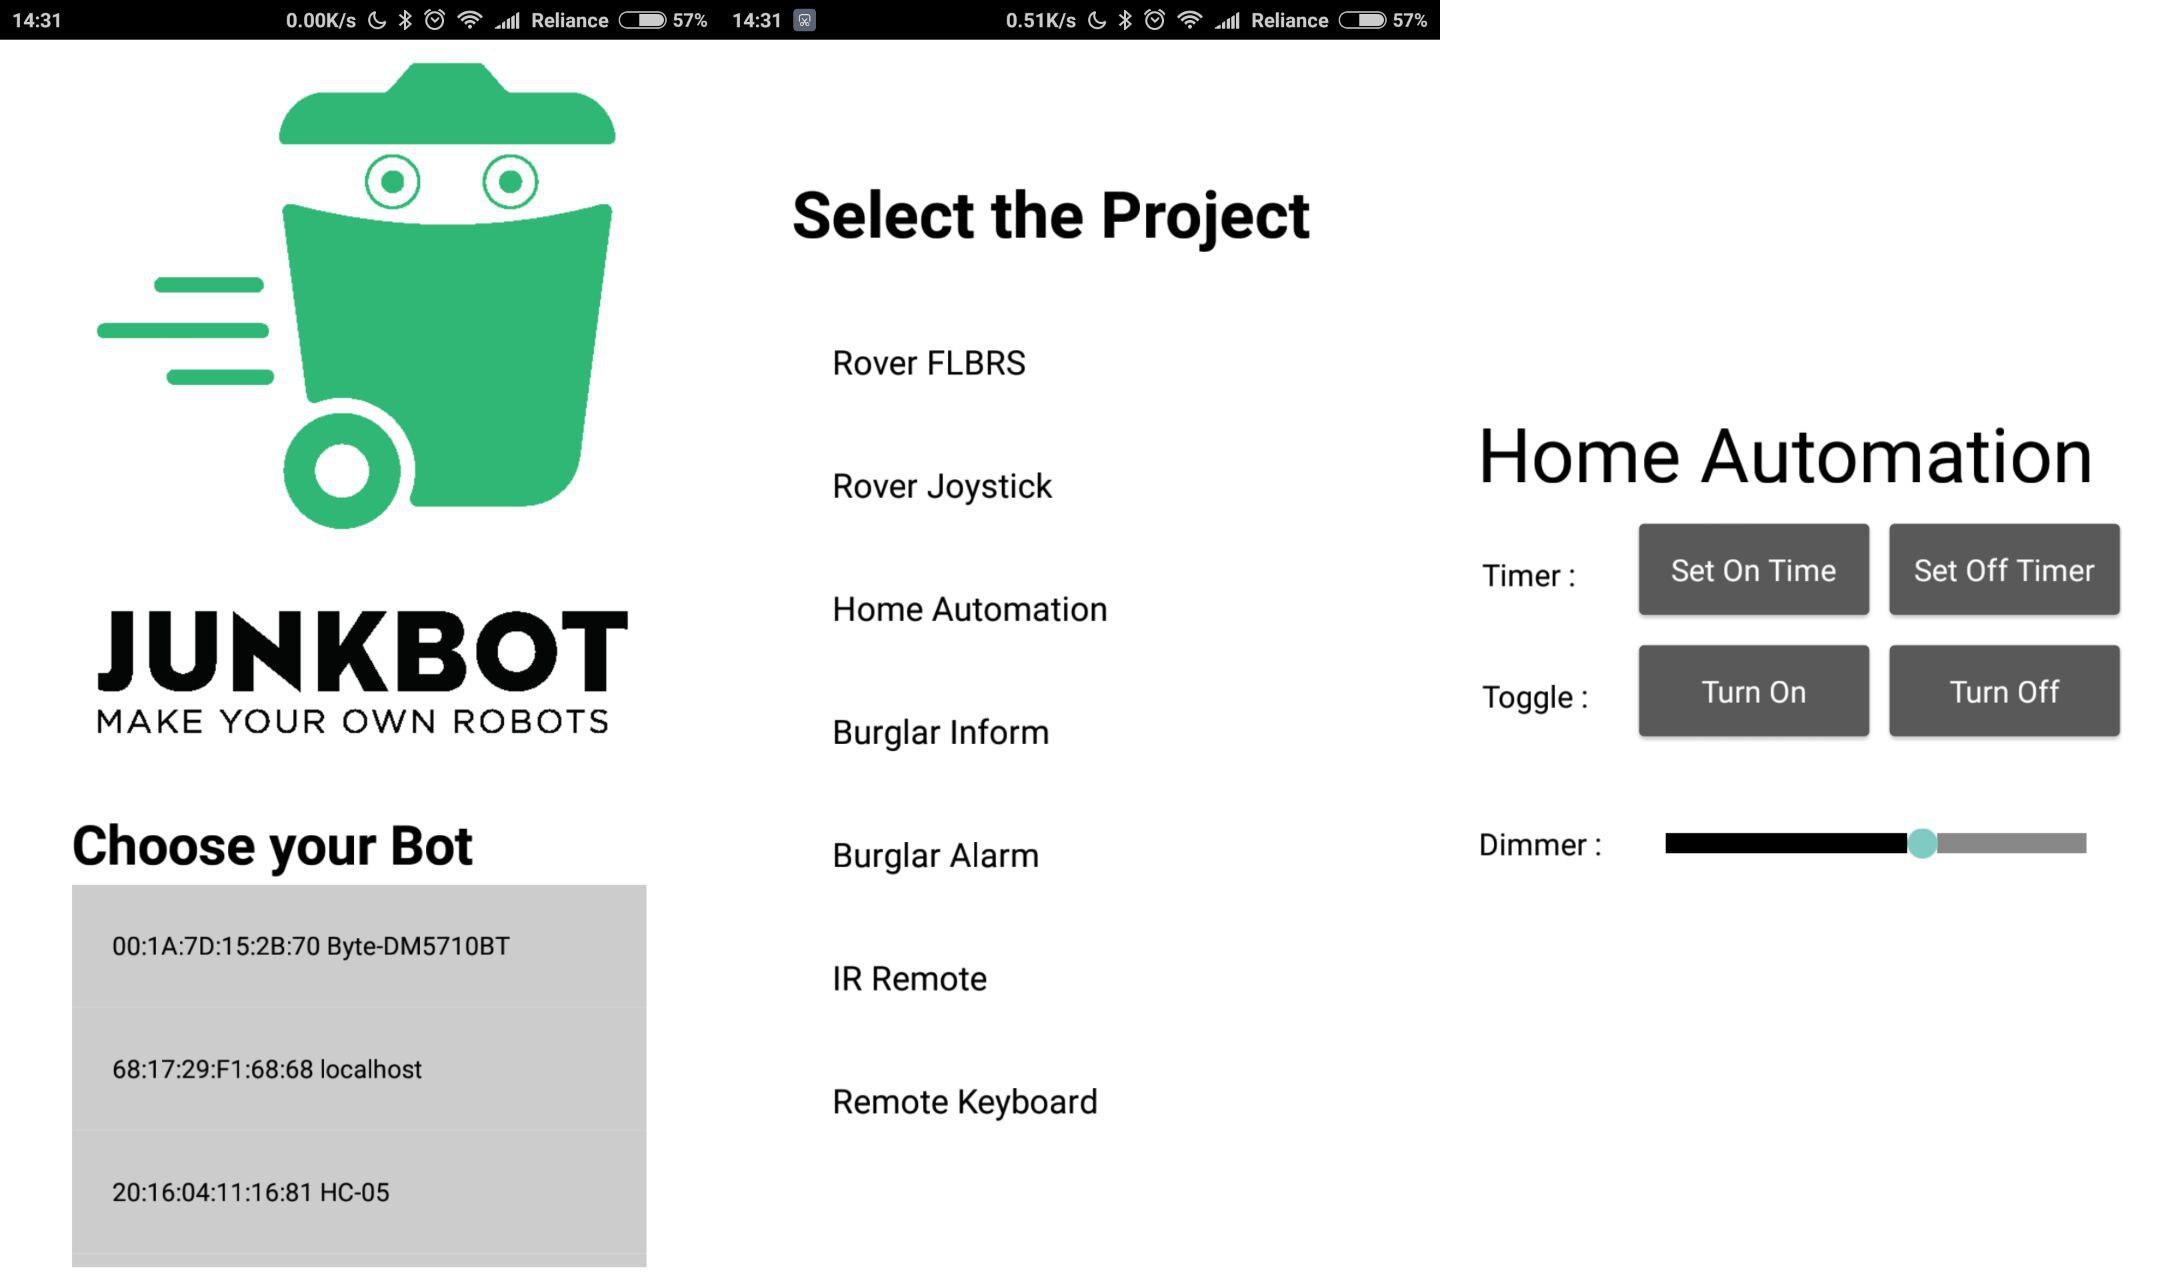 14:31 0.00K/s Reliance 57%
JUNKBOT
MAKE YOUR OWN ROBOTS
Choose your Bot
00:1A:7D:15:2B:70 Byte-DM5710BT
68:17:29:F1:68:68 localhost
20:16:04:11:16:81 HC-05
14:31 0.51K/s Reliance 57%
Select the Project
Rover FLBRS
Rover Joystick
Home Automation
Burglar Inform
Burglar Alarm
IR Remote
Remote Keyboard
Home Automation
Timer : Set On Time Set Off Timer
Toggle : Turn On Turn Off
Dimmer :